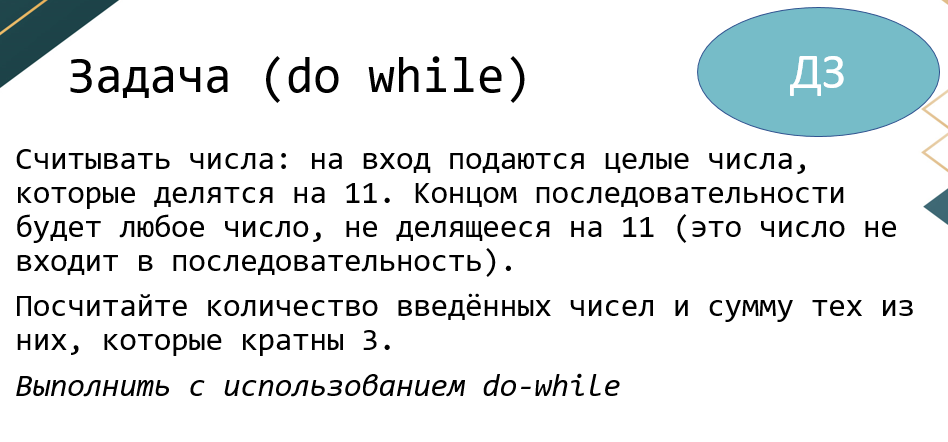 Задача (do while)
ДЗ
Считывать числа: на вход подаются целые числа,
которые делятся на 11. Концом последовательности
будет любое число, не делящееся на 11 (это число не
входит в последовательность).
Посчитайте количество введённых чисел и сумму тех из
них, которые кратны 3.
Выполнить с использованием do-while